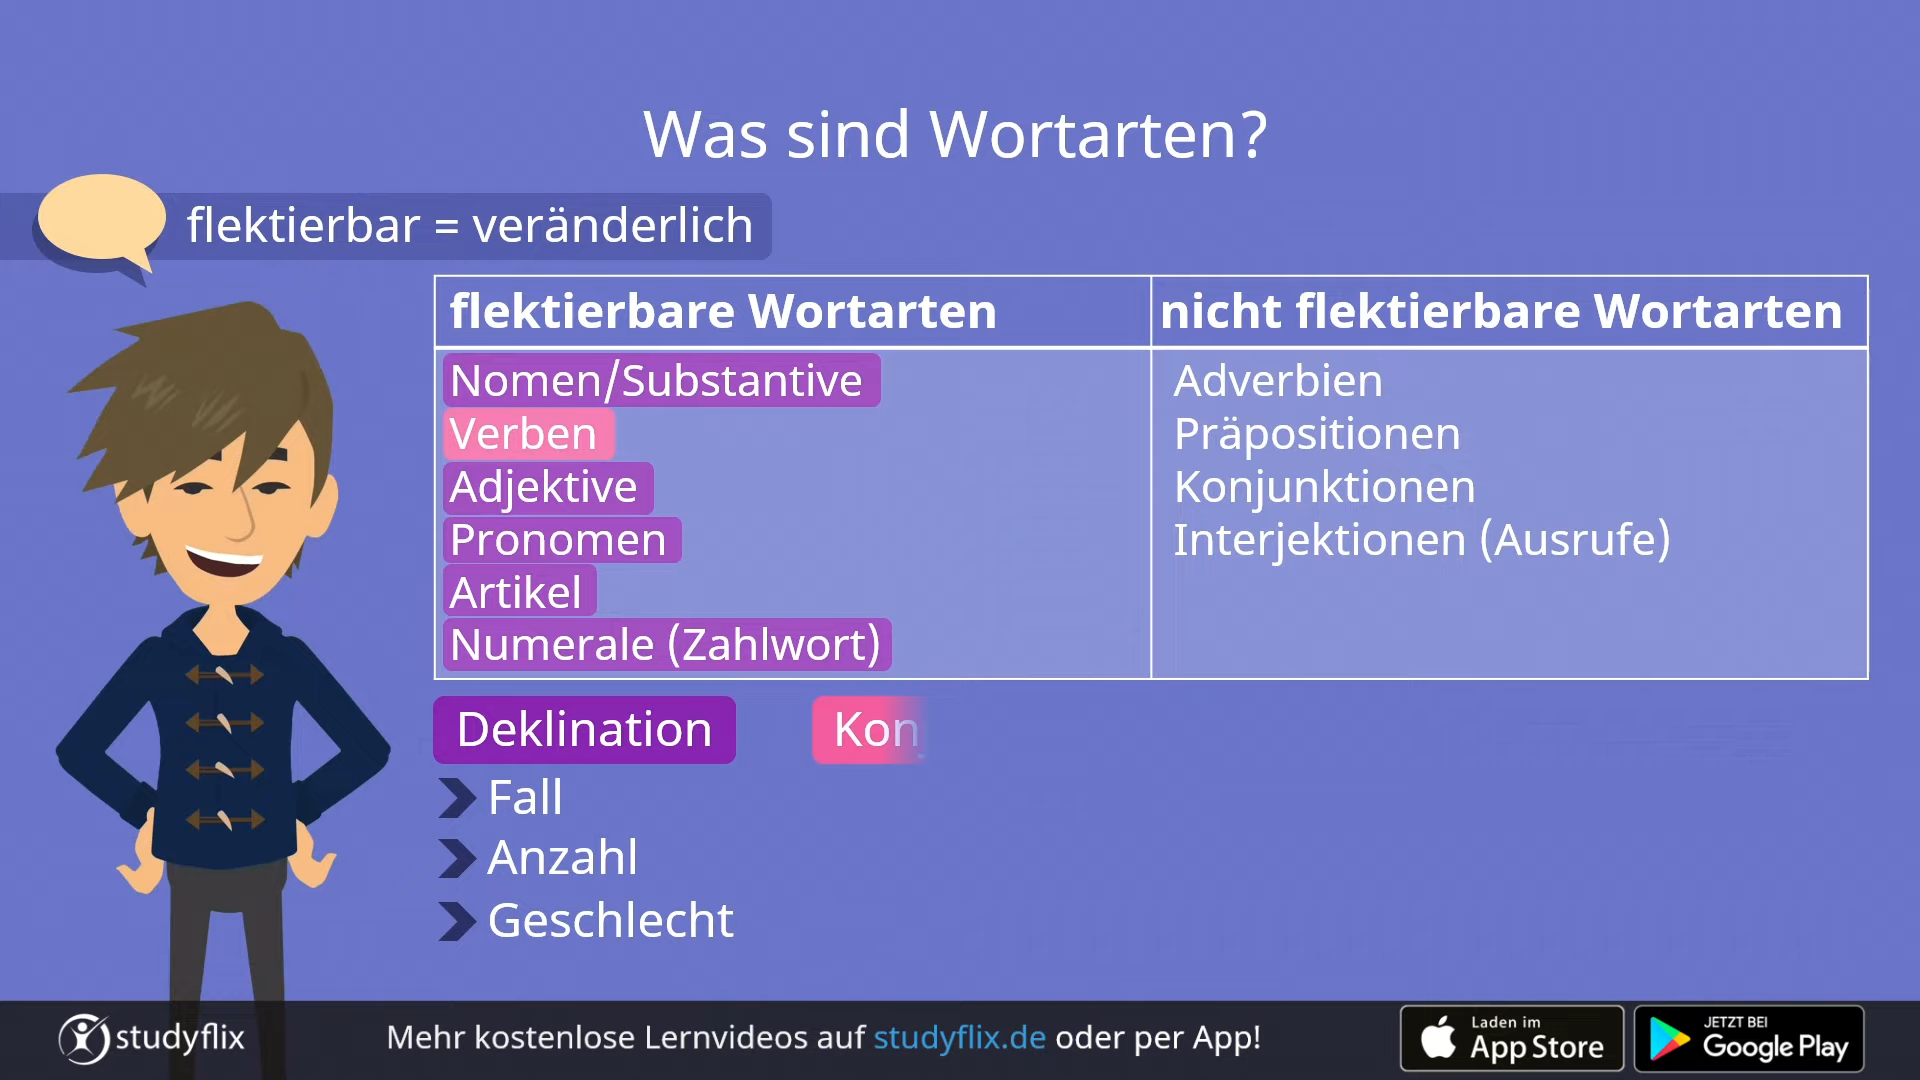 Was sind Wortarten?
flektierbar = veränderlich
flektierbare Wortarten
nicht flektierbare Wortarten
Nomen/Substantive
Verben
Adjektive
Pronomen
Artikel
Numerale (Zahlwort)
Adverbien
Präpositionen
Konjunktionen
Interjektionen (Ausrufe)
Deklination
Kon
Fall
Anzahl
Geschlecht
studyflix
Mehr kostenlose Lernvideos auf studyflix.de oder per App!
Laden im
App Store
JETZT BEI
Google Play